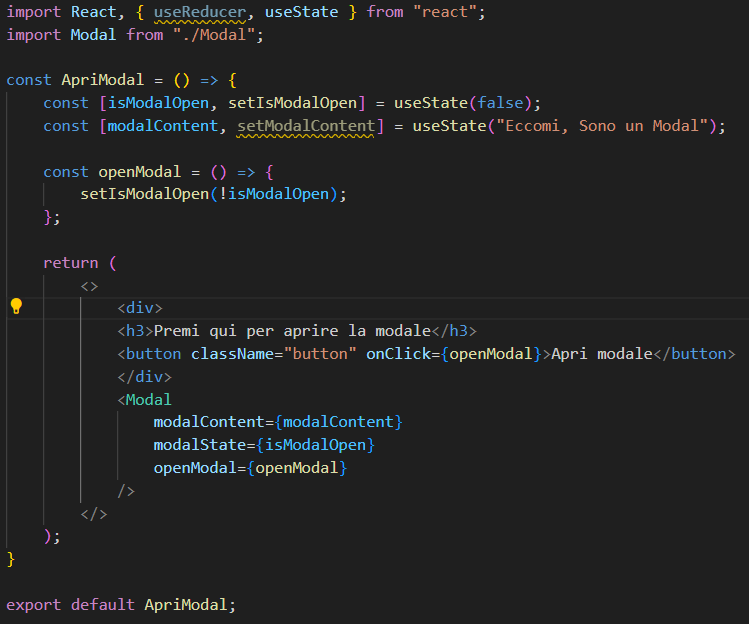 import React, { useReducer, useState } from "react";
import Modal from "./Modal";
const ApriModal = () => {
const [isModalOpen, setIsModalOpen] = useState(false);
const [modalContent, setModalContent] = useState("Eccomi, Sono un Modal");
const openModal = () => {
setIsModalOpen(!isModalOpen);
};
return (
<>
<div>
<h3>Premi qui per aprire la modale</h3>
<button className="button" onClick={openModal}>Apri modale</button>
</div>
<Modal
modalContent={modalContent}
modalState={isModalOpen}
openModal={openModal}
/>
</>
);
}
export default ApriModal;